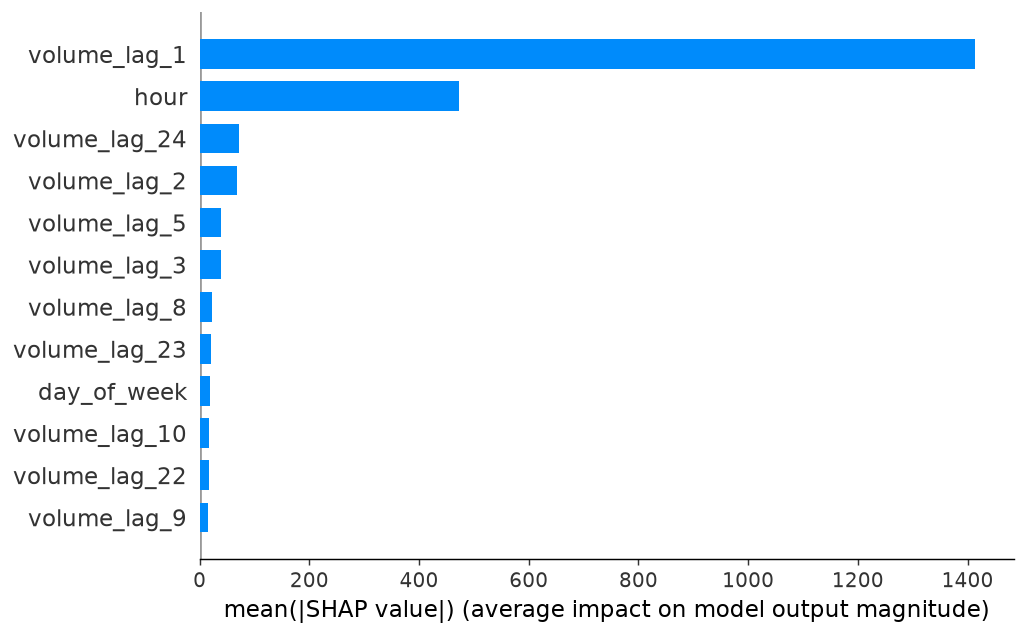 volume_lag_1
hour
volume_lag_24
volume_lag_2
volume_lag_5
volume_lag_3
volume_lag_8
volume_lag_23
day_of_week
volume_lag_10
volume_lag_22
volume_lag_9
0 200 400 600 800 1000 1200 1400
mean(|SHAP value|) (average impact on model output magnitude)